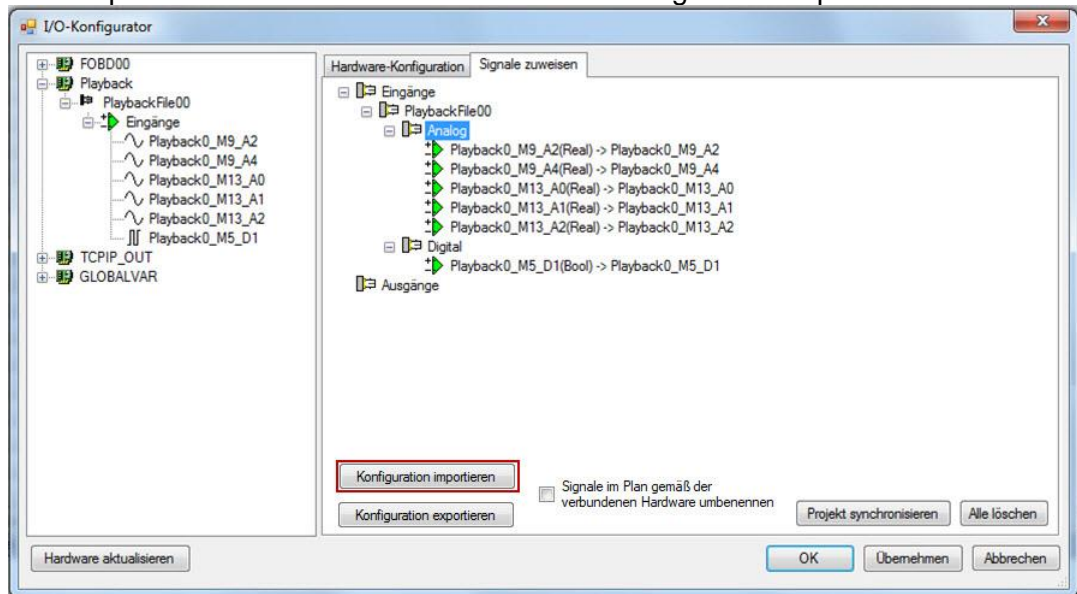 I/O-Konfigurator
FOBD00
Playback
PlaybackFile00
Eingänge
Playback0_M9_A2
Playback0_M9_A4
Playback0_M13_A0
Playback0_M13_A1
Playback0_M13_A2
Playback0_M5_D1
TCPIP_OUT
GLOBALVAR
Hardware-Konfiguration Signale zuweisen
Eingänge
PlaybackFile00
Analog
Playback0_M9_A2(Real) -> Playback0_M9_A2
Playback0_M9_A4(Real) -> Playback0_M9_A4
Playback0_M13_A0(Real) -> Playback0_M13_A0
Playback0_M13_A1(Real) -> Playback0_M13_A1
Playback0_M13_A2(Real) -> Playback0_M13_A2
Digital
Playback0_M5_D1(Bool) -> Playback0_M5_D1
Ausgänge
Konfiguration importieren
Signale im Plan gemäß der
verbundenen Hardware umbenennen
Konfiguration exportieren
Projekt synchronisieren Alle löschen
Hardware aktualisieren
OK Übernehmen Abbrechen